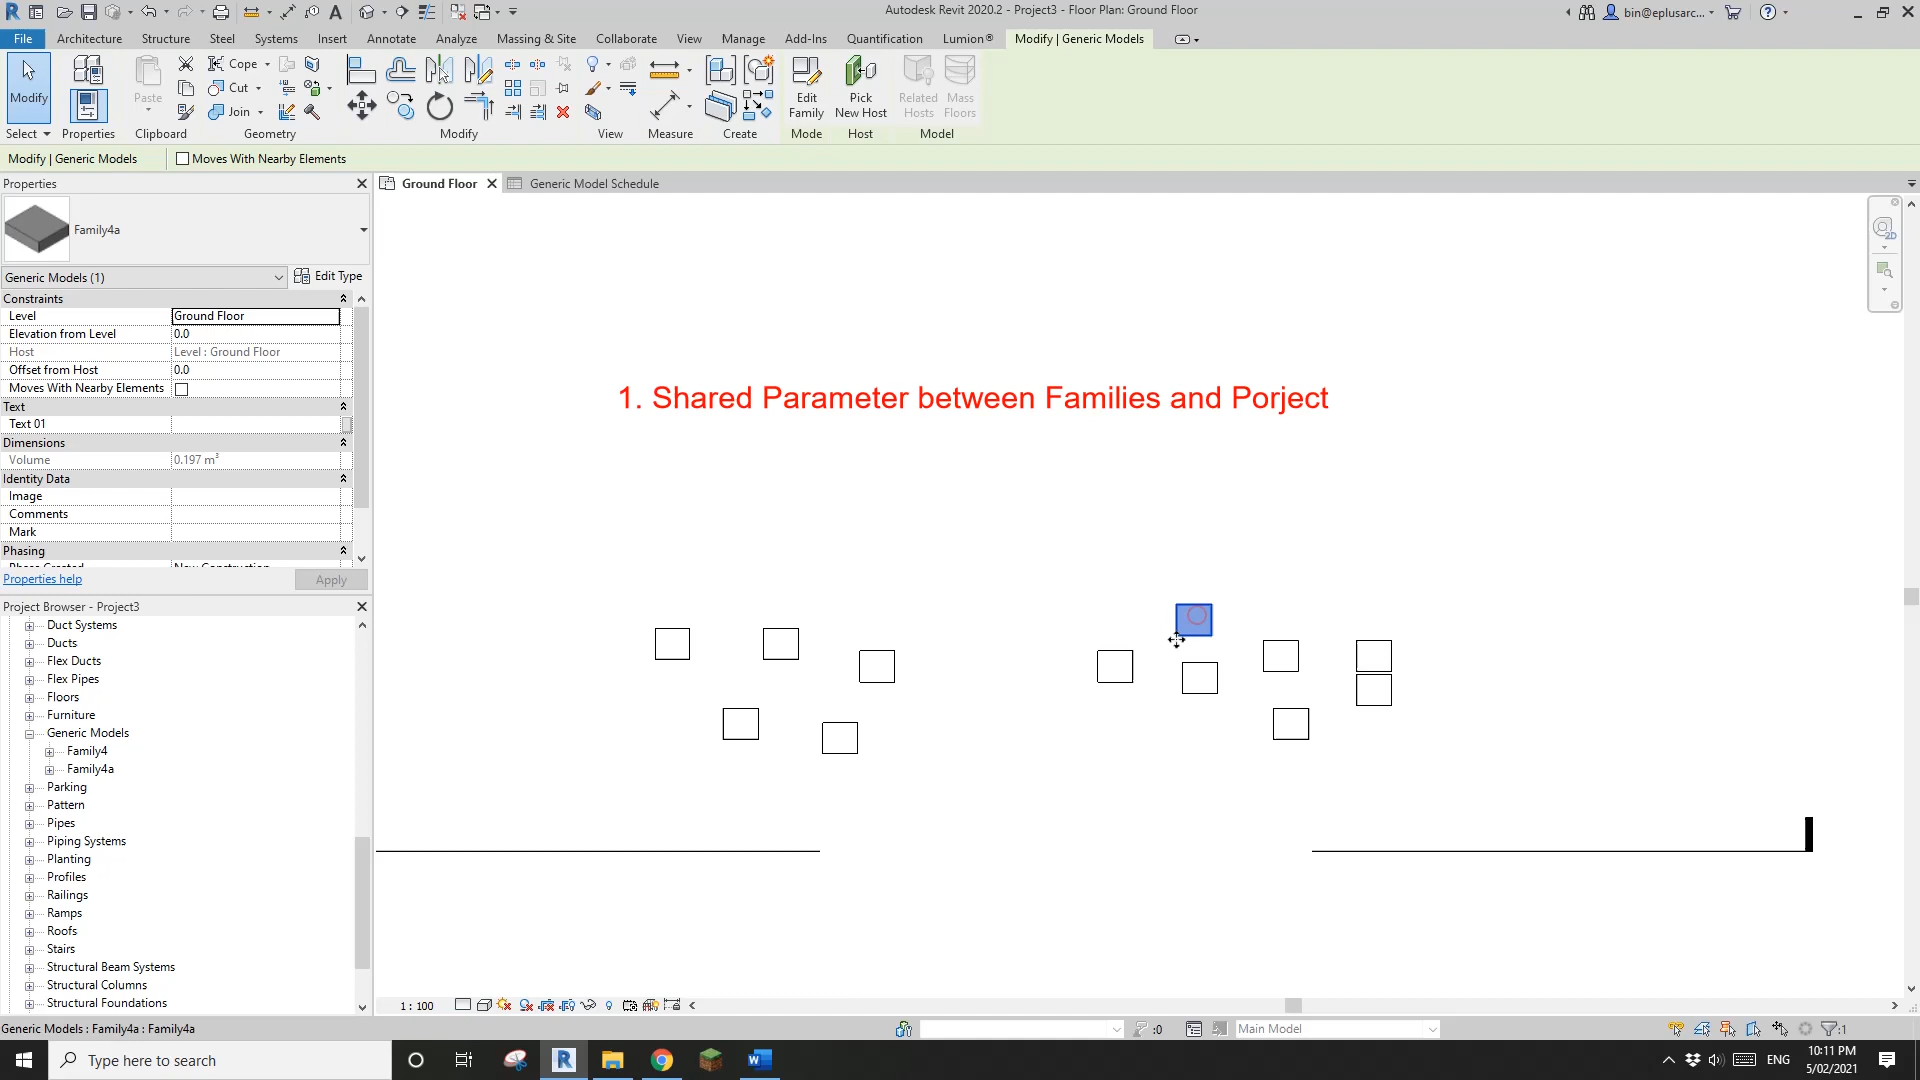 Autodesk Revit 2020.2 - Project3 - Floor Plan: Ground Floor
bin@eplusarc...
File Architecture Structure Steel Systems Insert Annotate Analyze Massing & Site Collaborate View Manage Add-Ins Quantification Lumion® Modify | Generic Models
Modify
Paste
Cope
Cut
Join
Edit
Family
Pick
New Host
Related
Hosts
Mass
Floors
Select Properties Clipboard Geometry Modify View Measure Create Mode Host Model
Modify | Generic Models Moves With Nearby Elements
Properties
Family4a
Generic Models (1) Edit Type
Constraints
Level Ground Floor
Elevation from Level 0.0
Host Level : Ground Floor
Offset from Host 0.0
Moves With Nearby Elements
Text
Text 01
Dimensions
Volume 0.197 m³
Identity Data
Image
Comments
Mark
Phasing
Phase Created New Construction
Properties help Apply
Project Browser - Project3
Duct Systems
Ducts
Flex Ducts
Flex Pipes
Floors
Furniture
Generic Models
Family4
Family4a
Parking
Pattern
Pipes
Piping Systems
Planting
Profiles
Railings
Ramps
Roofs
Stairs
Structural Beam Systems
Structural Columns
Structural Foundations
Ground Floor Generic Model Schedule
2D
1. Shared Parameter between Families and Porject
1 : 100
Generic Models : Family4a : Family4a
:0
Main Model
:1
Type here to search
ENG
10:11 PM
5/02/2021